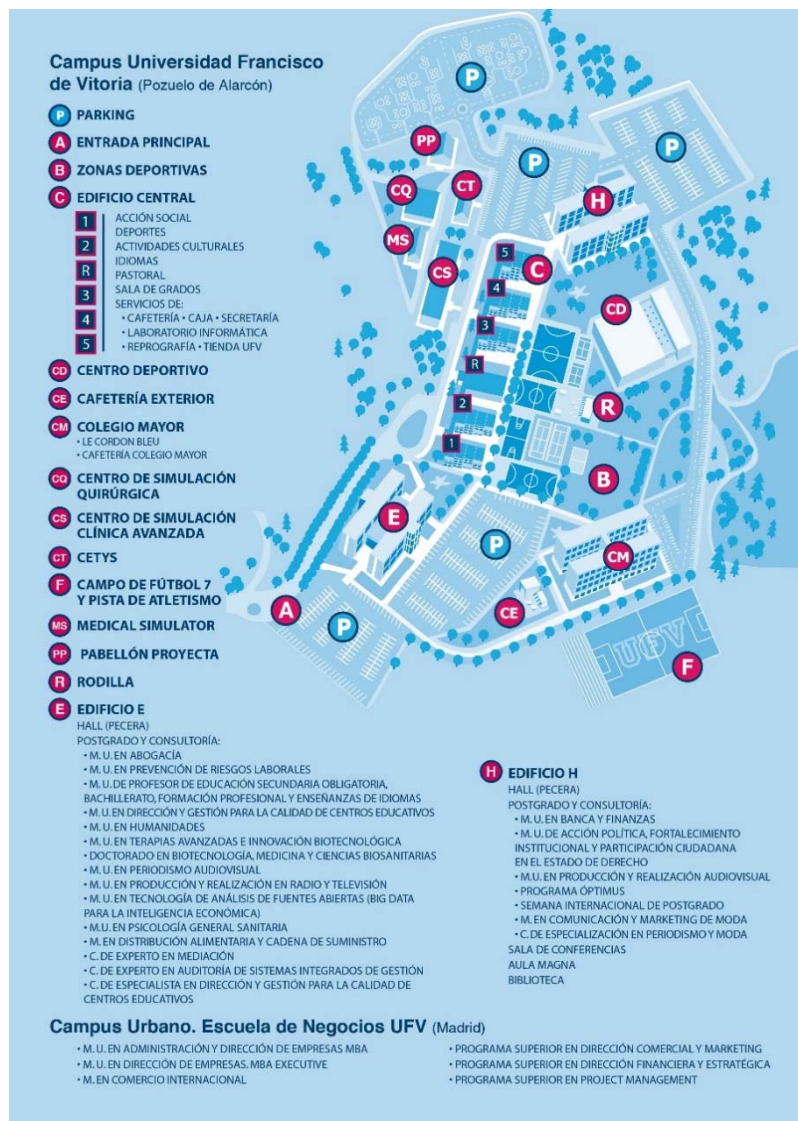 Campus Universidad Francisco
de Vitoria (Pozuelo de Alarcón)
P PARKING
A ENTRADA PRINCIPAL
B ZONAS DEPORTIVAS
C EDIFICIO CENTRAL
1
2
R
3
4
5
ACCIÓN SOCIAL
DEPORTES
ACTIVIDADES CULTURALES
IDIOMAS
PASTORAL
SALA DE GRADOS
SERVICIOS DE:
• CAFETERÍA • CAJA • SECRETARÍA
• LABORATORIO INFORMÁTICA
• REPROGRAFÍA • TIENDA UFV
CD CENTRO DEPORTIVO
CE CAFETERÍA EXTERIOR
CM COLEGIO MAYOR
• LE CORDON BLEU
• CAFETERÍA COLEGIO MAYOR
CQ CENTRO DE SIMULACIÓN
QUIRÚRGICA
CS CENTRO DE SIMULACIÓN
CLÍNICA AVANZADA
CT CETYS
F CAMPO DE FÚTBOL 7
Y PISTA DE ATLETISMO
MS MEDICAL SIMULATOR
PP PABELLÓN PROYECTA
R RODILLA
E EDIFICIO E
HALL (PECERA)
POSTGRADO Y CONSULTORÍA:
• M. U. EN ABOGACÍA
• M. U. EN PREVENCIÓN DE RIESGOS LABORALES
• M. U. DE PROFESOR DE EDUCACIÓN SECUNDARIA OBLIGATORIA,
BACHILLERATO, FORMACIÓN PROFESIONAL Y ENSEÑANZAS DE IDIOMAS
• M. U. EN DIRECCIÓN Y GESTIÓN PARA LA CALIDAD DE CENTROS EDUCATIVOS
• M. U. EN HUMANIDADES
• M. U. EN TERAPIAS AVANZADAS E INNOVACIÓN BIOTECNOLÓGICA
• DOCTORADO EN BIOTECNOLOGÍA, MEDICINA Y CIENCIAS BIOSANITARIAS
• M. U. EN PERIODISMO AUDIOVISUAL
• M. U. EN PRODUCCIÓN Y REALIZACIÓN EN RADIO Y TELEVISIÓN
• M. U. EN TECNOLOGÍA DE ANÁLISIS DE FUENTES ABIERTAS (BIG DATA
PARA LA INTELIGENCIA ECONÓMICA)
• M.U. EN PSICOLOGÍA GENERAL SANITARIA
• M. EN DISTRIBUCIÓN ALIMENTARIA Y CADENA DE SUMINISTRO
• C. DE EXPERTO EN MEDIACIÓN
• C. DE EXPERTO EN AUDITORÍA DE SISTEMAS INTEGRADOS DE GESTIÓN
• C. DE ESPECIALISTA EN DIRECCIÓN Y GESTIÓN PARA LA CALIDAD DE
CENTROS EDUCATIVOS
P
PP
P
P
CQ
CT
H
MS
CS
5
C
4
CD
3
R
R
2
1
B
E
P
CM
A
CE
P
UFV
F
H EDIFICIO H
HALL (PECERA)
POSTGRADO Y CONSULTORÍA:
• M. U. EN BANCA Y FINANZAS
• M. U. DE ACCIÓN POLÍTICA, FORTALECIMIENTO
INSTITUCIONAL Y PARTICIPACIÓN CIUDADANA
EN EL ESTADO DE DERECHO
• M.U. EN PRODUCCIÓN Y REALIZACIÓN AUDIOVISUAL
• PROGRAMA ÓPTIMUS
• SEMANA INTERNACIONAL DE POSTGRADO
• M. EN COMUNICACIÓN Y MARKETING DE MODA
• C. DE ESPECIALIZACIÓN EN PERIODISMO Y MODA
SALA DE CONFERENCIAS
AULA MAGNA
BIBLIOTECA
Campus Urbano. Escuela de Negocios UFV (Madrid)
• M. U. EN ADMINISTRACIÓN Y DIRECCIÓN DE EMPRESAS MBA
• M. U. EN DIRECCIÓN DE EMPRESAS. MBA EXECUTIVE
• M. EN COMERCIO INTERNACIONAL
• PROGRAMA SUPERIOR EN DIRECCIÓN COMERCIAL Y MARKETING
• PROGRAMA SUPERIOR EN DIRECCIÓN FINANCIERA Y ESTRATÉGICA
• PROGRAMA SUPERIOR EN PROJECT MANAGEMENT